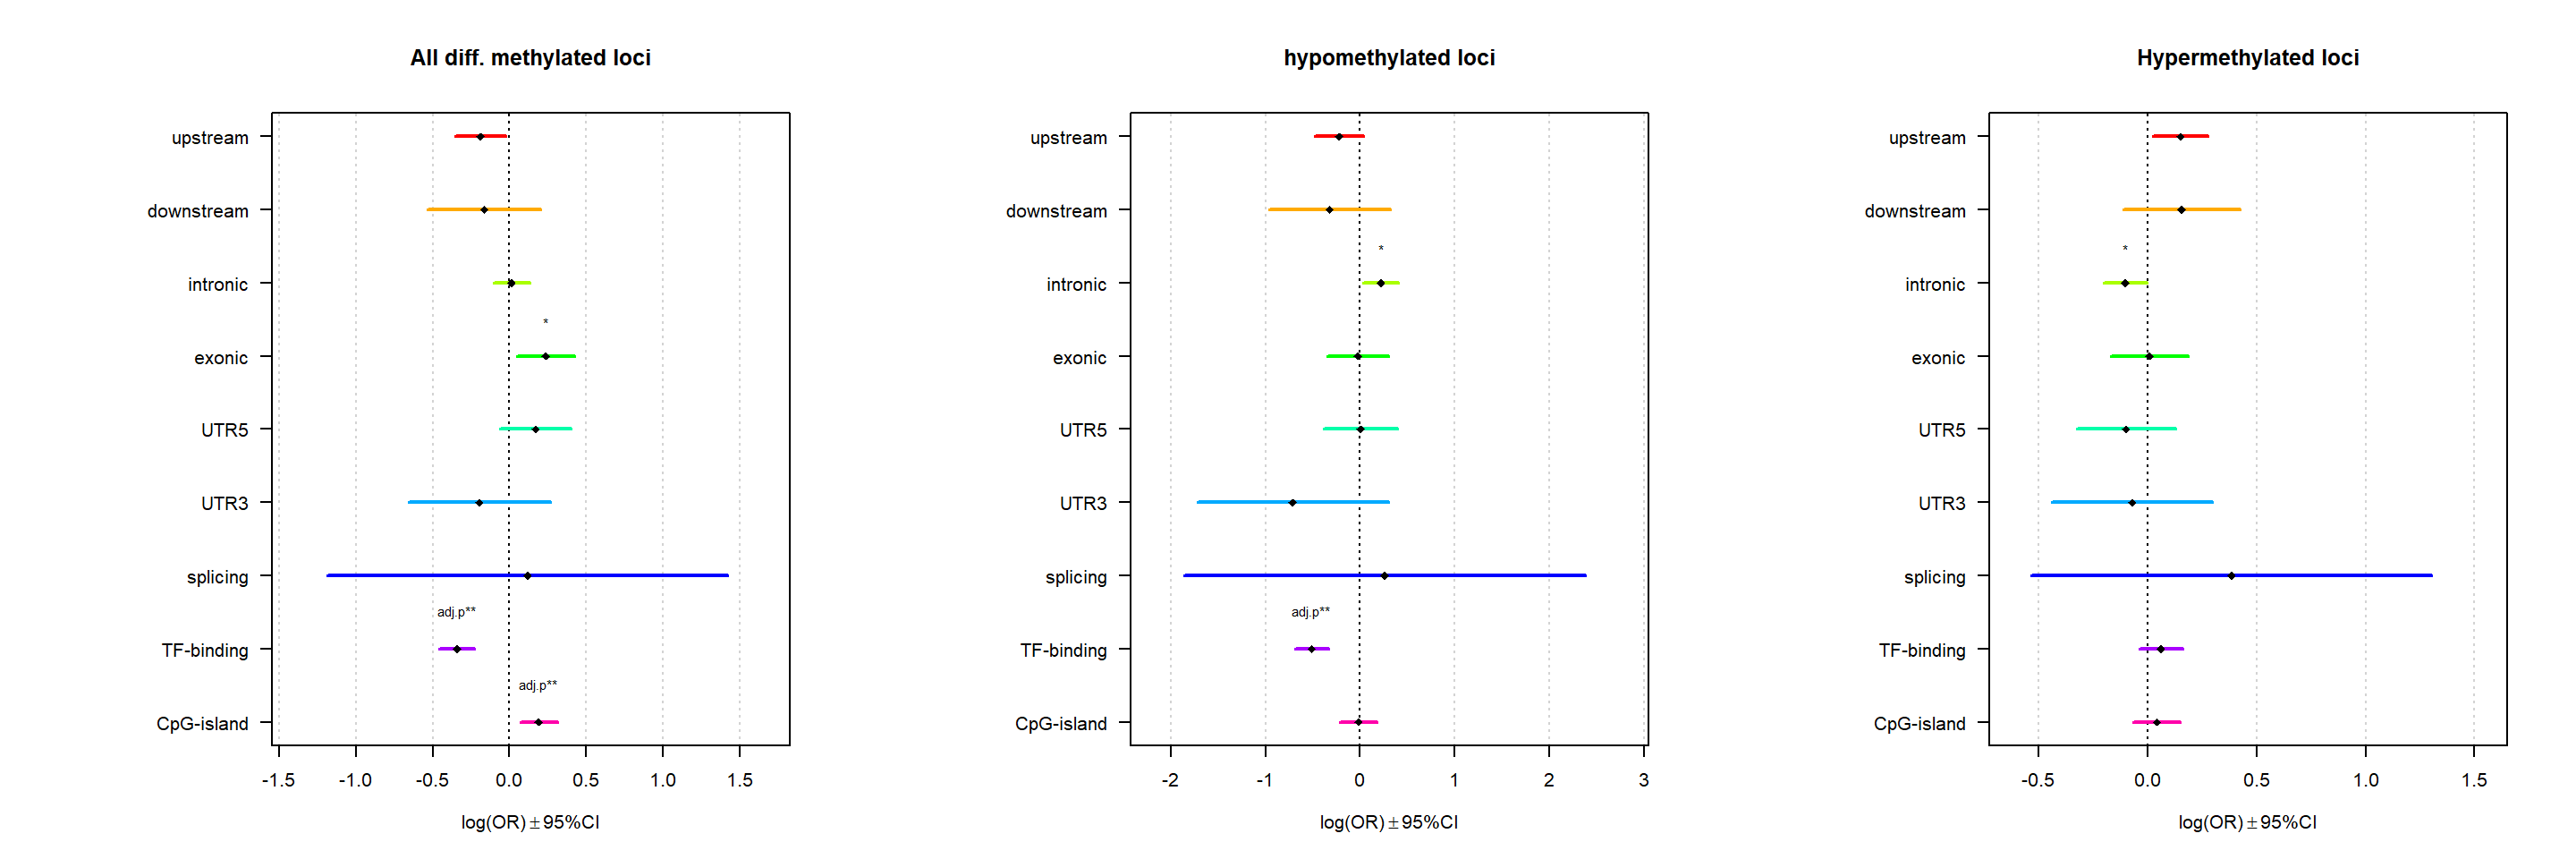 All diff. methylated loci
upstream
downstream
intronic
*
exonic
UTR5
UTR3
splicing
adj.p**
TF-binding
adj.p**
CpG-island
-1.5 -1.0 -0.5 0.0 0.5 1.0 1.5
log(OR)±95%CI
hypomethylated loci
upstream
downstream
*
intronic
exonic
UTR5
UTR3
splicing
adj.p**
TF-binding
CpG-island
-2 -1 0 1 2 3
log(OR)±95%CI
Hypermethylated loci
upstream
downstream
*
intronic
exonic
UTR5
UTR3
splicing
TF-binding
CpG-island
-0.5 0.0 0.5 1.0 1.5
log(OR)±95%CI